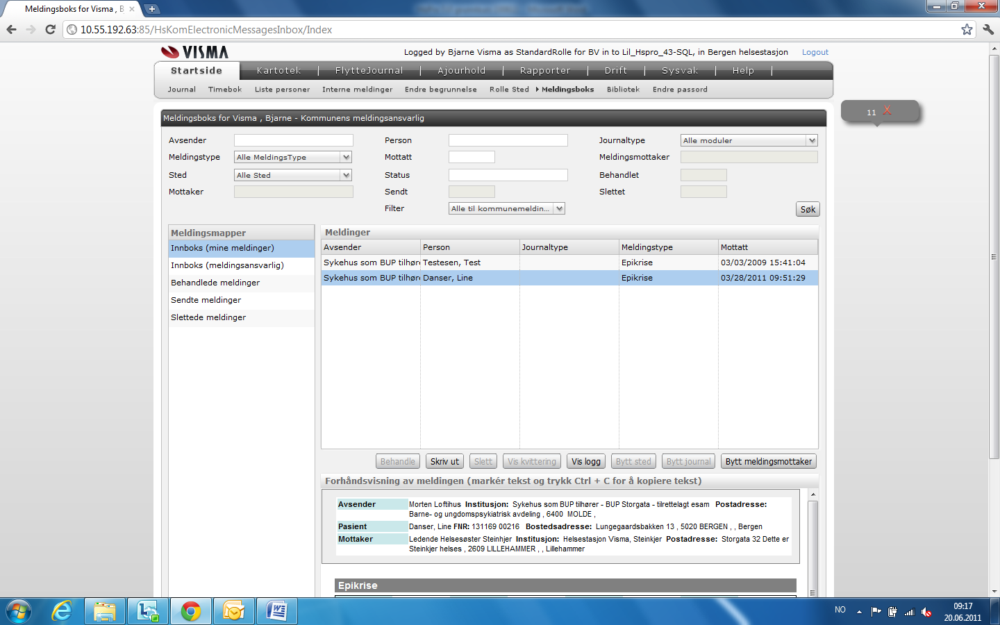 Meldingsboks for Visma , B
10.55.192.63:85/HsKomElectronicMessagesInbox/Index
VISMA
Logged by Bjarne Visma as StandardRolle for BV in to Lil_Hspro_43-SQL, in Bergen helsestasjon Logout
Startside Kartotek | FlytteJournal | Ajourhold | Rapporter | Drift | Sysvak | Help |
Journal Timebok Liste personer Interne meldinger Endre begrunnelse Rolle Sted Meldingsboks Bibliotek Endre passord
11 X
Meldingsboks for Visma , Bjarne - Kommunens meldingsansvarlig
Avsender Person Journaltype Alle moduler
Meldingstype Alle MeldingsType Mottatt Meldingsmottaker
Sted Alle Sted Status Behandlet
Mottaker Sendt Slettet
Filter Alle til kommunemeldin... Søk
Meldingsmapper
Innboks (mine meldinger)
Innboks (meldingsansvarlig)
Behandlede meldinger
Sendte meldinger
Slettede meldinger
Meldinger
Avsender Person Journaltype Meldingstype Mottatt
Sykehus som BUP tilhøre Testesen, Test Epikrise 03/03/2009 15:41:04
Sykehus som BUP tilhøre Danser, Line Epikrise 03/28/2011 09:51:29
Behandle Skriv ut Slett Vis kvittering Vis logg Bytt sted Bytt journal Bytt meldingsmottaker
Forhåndsvisning av meldingen (markér tekst og trykk Ctrl + C for å kopiere tekst)
Avsender Morten Loftihus Institusjon: Sykehus som BUP tilhører - BUP Storgata - tilrettelagt esam Postadresse:
Barne- og ungdomspsykiatrisk avdeling , 6400 MOLDE ,
Pasient Danser, Line FNR: 131169 00216 Bostedsadresse: Lungegaardsbakken 13 , 5020 BERGEN , , Bergen
Mottaker Ledende Helsesøster Steinhjer Institusjon: Helsestasjon Visma, Steinkjer Postadresse: Storgata 32 Dette er
Steinkjer helses , 2609 LILLEHAMMER , , Lillehammer
Epikrise
NO
09:17
20.06.2011